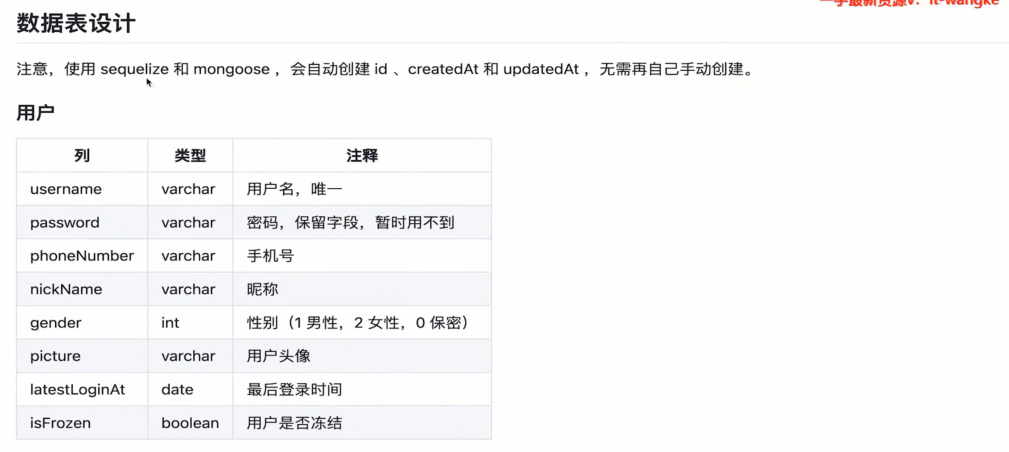 一手最新资源V：it-wangke
数据表设计
注意，使用 sequelize 和 mongoose ，会自动创建 id 、createdAt 和 updatedAt ，无需再自己手动创建。
用户
列 类型 注释
username varchar 用户名，唯一
password varchar 密码，保留字段，暂时用不到
phoneNumber varchar 手机号
nickName varchar 昵称
gender int 性别（1 男性，2 女性，0 保密）
picture varchar 用户头像
latestLoginAt date 最后登录时间
isFrozen boolean 用户是否冻结